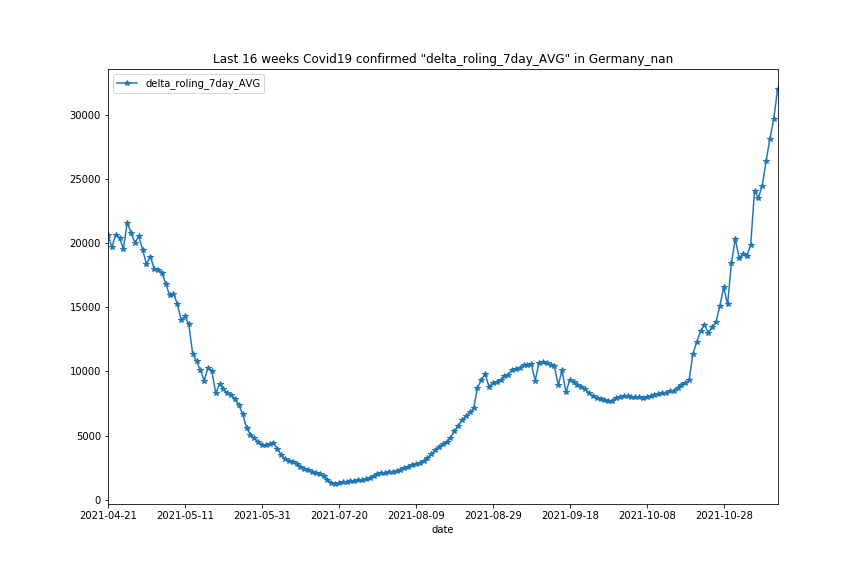 Last 16 weeks Covid19 confirmed "delta_roling_7day_AVG" in Germany_nan
delta_roling_7day_AVG
30000
25000
20000
15000
10000
5000
0
2021-04-21 2021-05-11 2021-05-31 2021-07-20 2021-08-09 2021-08-29 2021-09-18 2021-10-08 2021-10-28
date